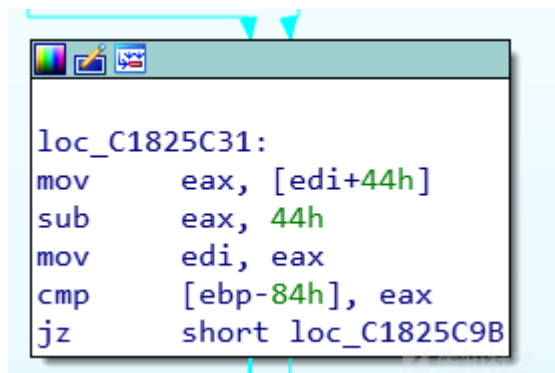 loc_C1825C31:
mov     eax, [edi+44h]
sub     eax, 44h
mov     edi, eax
cmp     [ebp-84h], eax
jz      short loc_C1825C9B